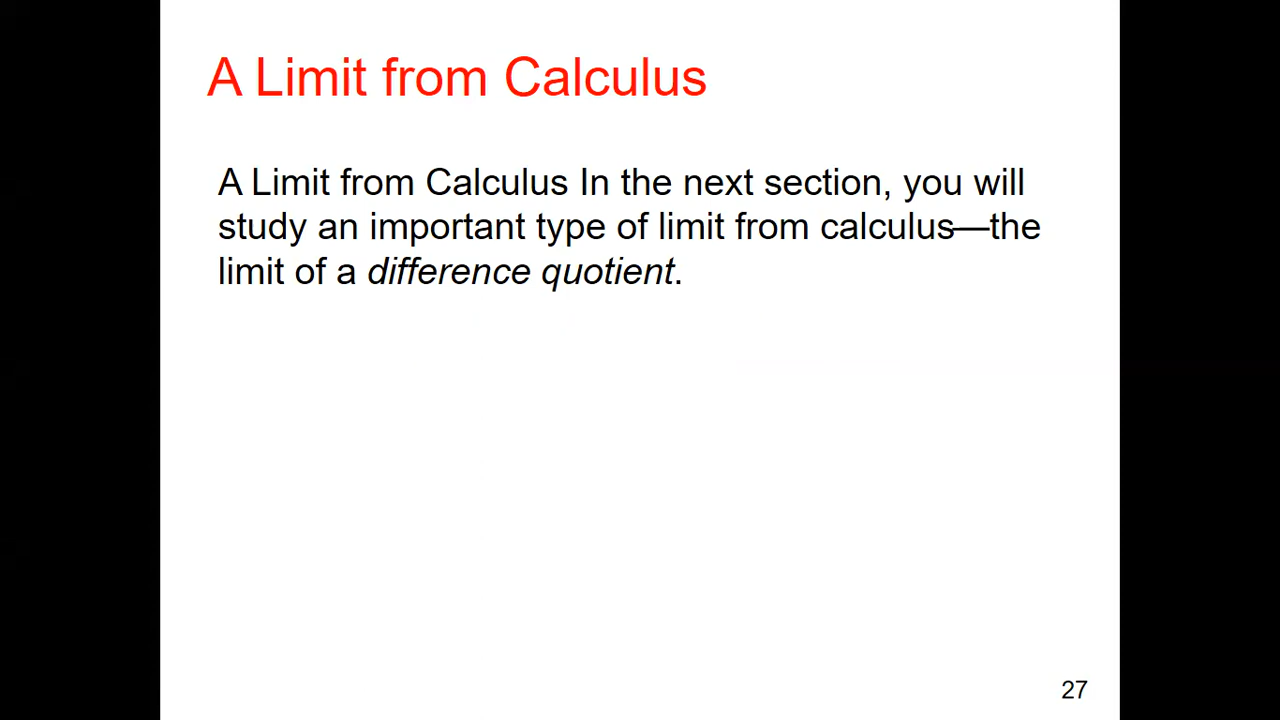 A Limit from Calculus
A Limit from Calculus In the next section, you will
study an important type of limit from calculus—the
limit of a difference quotient.
27